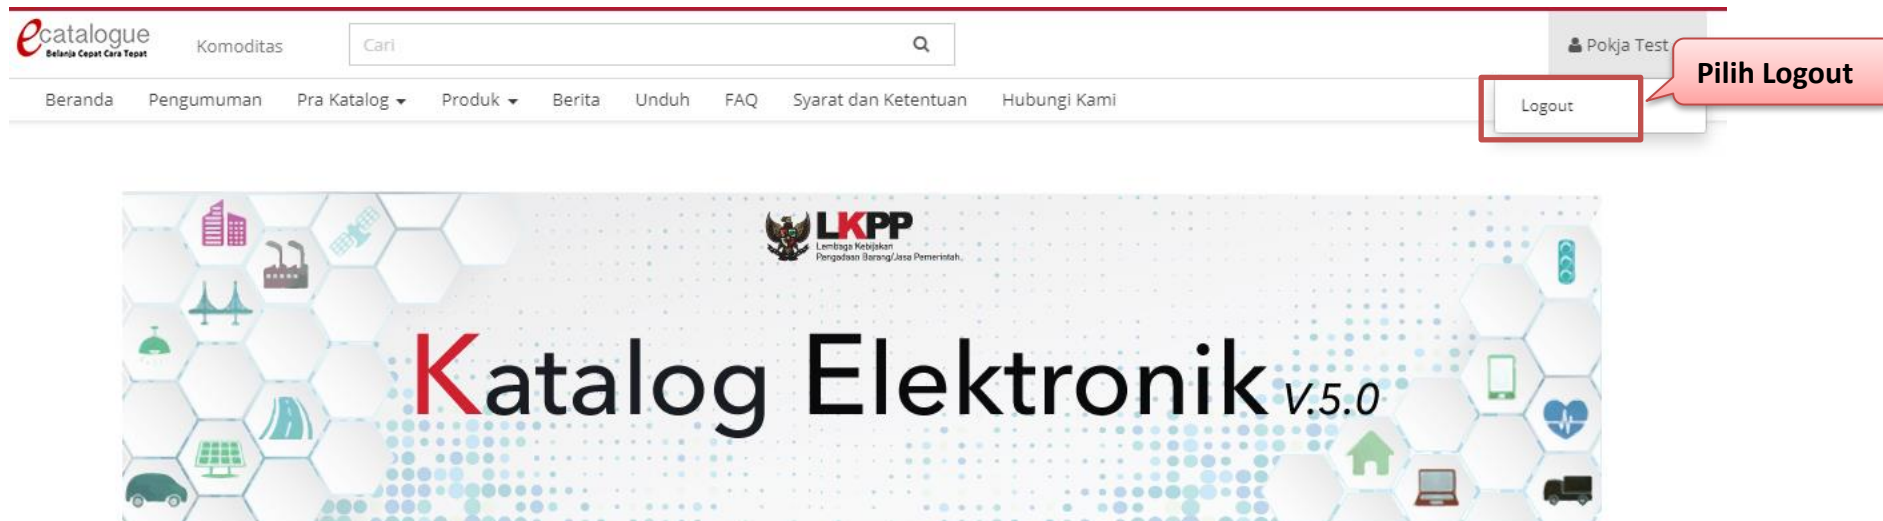 ecatalogue
Belanja Cepat Cara Tepat
Komoditas
Cari
Pokja Test
Pilih Logout
Beranda Pengumuman Pra Katalog Produk Berita Unduh FAQ Syarat dan Ketentuan Hubungi Kami
Logout
LKPP
Lembaga Kebijakan
Pengadaan Barang/Jasa Pemerintah
Katalog Elektronik V.5.0